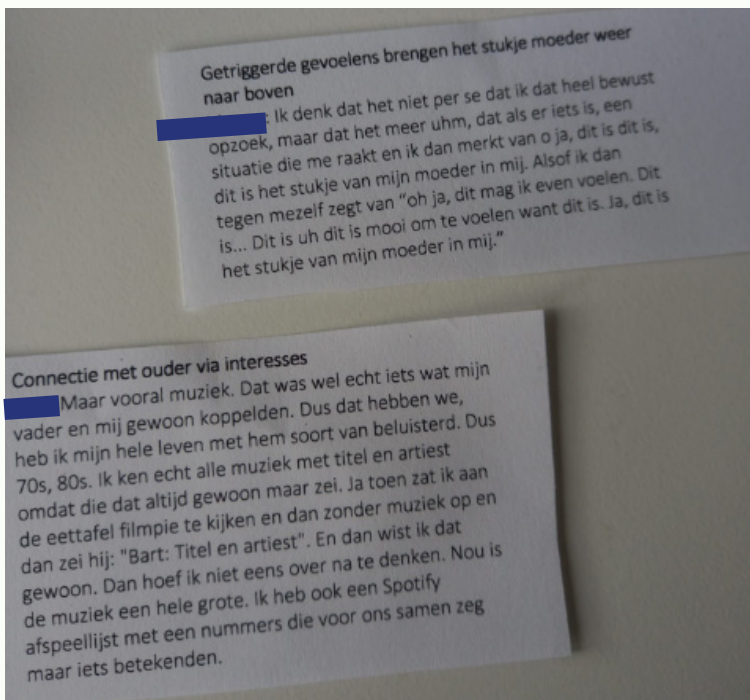 Getriggerde gevoelens brengen het stukje moeder weer
naar boven
: Ik denk dat het niet per se dat ik dat heel bewust
opzoek, maar dat het meer uhm, dat als er iets is, een
situatie die me raakt en ik dan merkt van o ja, dit is dit is,
dit is het stukje van mijn moeder in mij. Alsof ik dan
tegen mezelf zegt van “oh ja, dit mag ik even voelen. Dit
is... Dit is uh dit is mooi om te voelen want dit is. Ja, dit is
het stukje van mijn moeder in mij.”
Connectie met ouder via interesses
Maar vooral muziek. Dat was wel echt iets wat mijn
vader en mij gewoon koppelden. Dus dat hebben we,
heb ik mijn hele leven met hem soort van beluisterd. Dus
70s, 80s. Ik ken echt alle muziek met titel en artiest
omdat die dat altijd gewoon maar zei. Ja toen zat ik aan
de eettafel filmpie te kijken en dan zonder muziek op en
dan zei hij: "Bart: Titel en artiest". En dan wist ik dat
gewoon. Dan hoef ik niet eens over na te denken. Nou is
de muziek een hele grote. Ik heb ook een Spotify
afspeellijst met een nummers die voor ons samen zeg
maar iets betekenden.